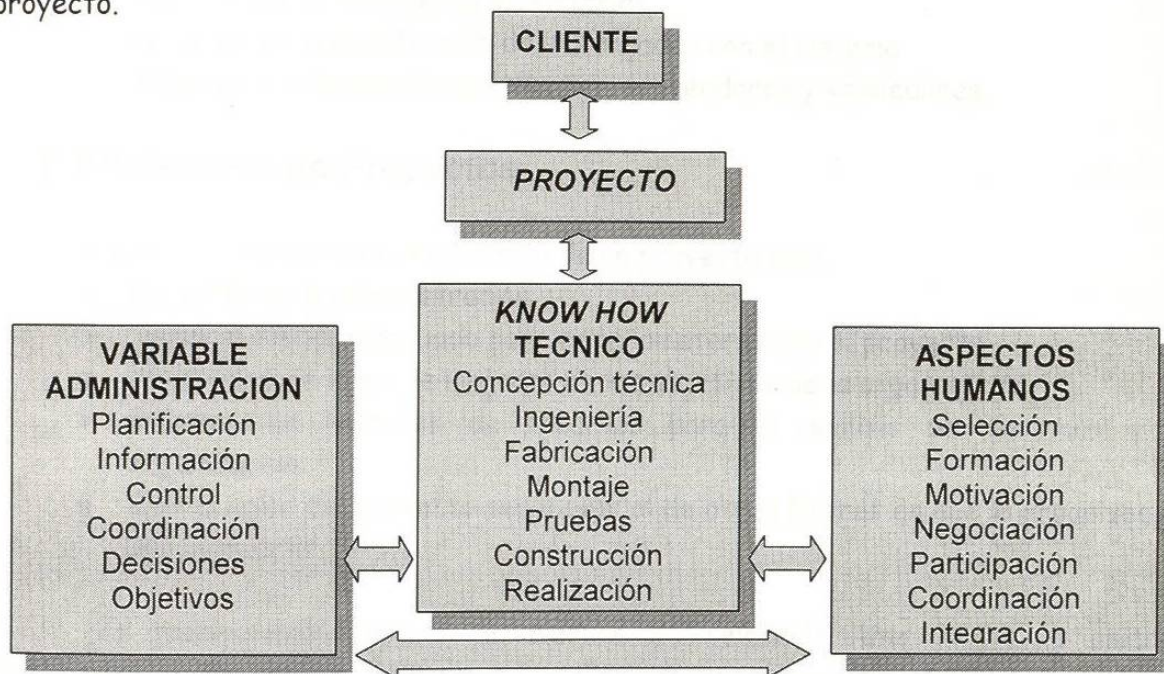 proyecto.
CLIENTE
PROYECTO
KNOW HOW
TECNICO
Concepción técnica
Ingeniería
Fabricación
Montaje
Pruebas
Construcción
Realización
VARIABLE
ADMINISTRACION
Planificación
Información
Control
Coordinación
Decisiones
Objetivos
ASPECTOS
HUMANOS
Selección
Formación
Motivación
Negociación
Participación
Coordinación
Integración